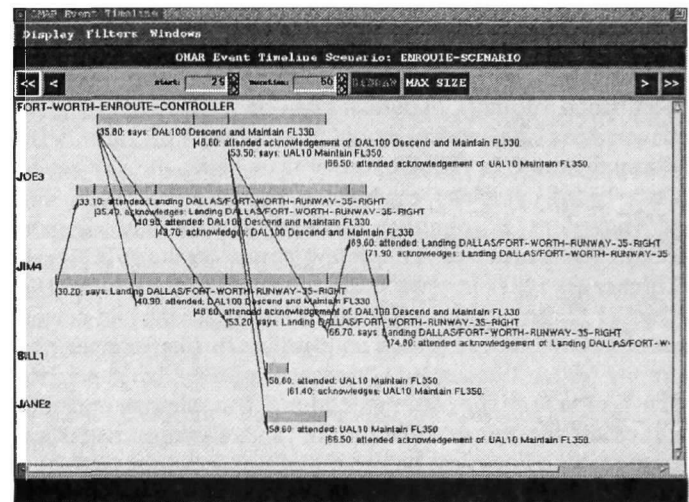 OMAR Event Timeline
Display Filters Windows
OMAR Event Timeline Scenario: ENROUTE-SCENARIO
<< < start: 25 Duration: 50 REDRAW MAX SIZE > >>
FORT-WORTH-ENROUTE-CONTROLLER
|35.80: says: DAL100 Descend and Maintain FL330.
|48.60: attended acknowledgement of DAL100 Descend and Maintain FL330.
|53.50: says: UAL10 Maintain FL350.
|66.50: attended acknowledgement of UAL10 Maintain FL350.
JOE3
|33.10: attended: Landing DALLAS/FORT-WORTH-RUNWAY-35-RIGHT
|35.40: acknowledges: Landing DALLAS/FORT-WORTH-RUNWAY-35-RIGHT
|40.90: attended: DAL100 Descend and Maintain FL330.
|43.70: acknowledges: DAL100 Descend and Maintain FL330
|69.60: attended: Landing DALLAS/FORT-WORTH-RUNWAY-35-RIGHT
|71.90: acknowledges: Landing DALLAS/FORT-WORTH-RUNWAY-35
JIM4
|30.20: says: Landing DALLAS/FORT-WORTH-RUNWAY-35-RIGHT
|40.90: attended: DAL100 Descend and Maintain FL330
|48.60: attended acknowledgement of DAL100 Descend and Maintain FL330.
|53.20: says: Landing DALLAS/FORT-WORTH-RUNWAY-35-RIGHT
|66.70: says: Landing DALLAS/FORT-WORTH-RUNWAY-35-RIGHT
|74.80: attended acknowledgement of Landing DALLAS/FORT-W
BILL1
|58.60: attended: UAL10 Maintain FL350.
|61.40: acknowledges: UAL10 Maintain FL350.
JANE2
|58.60: attended: UAL10 Maintain FL350
|66.50: attended acknowledgement of UAL10 Maintain FL350.